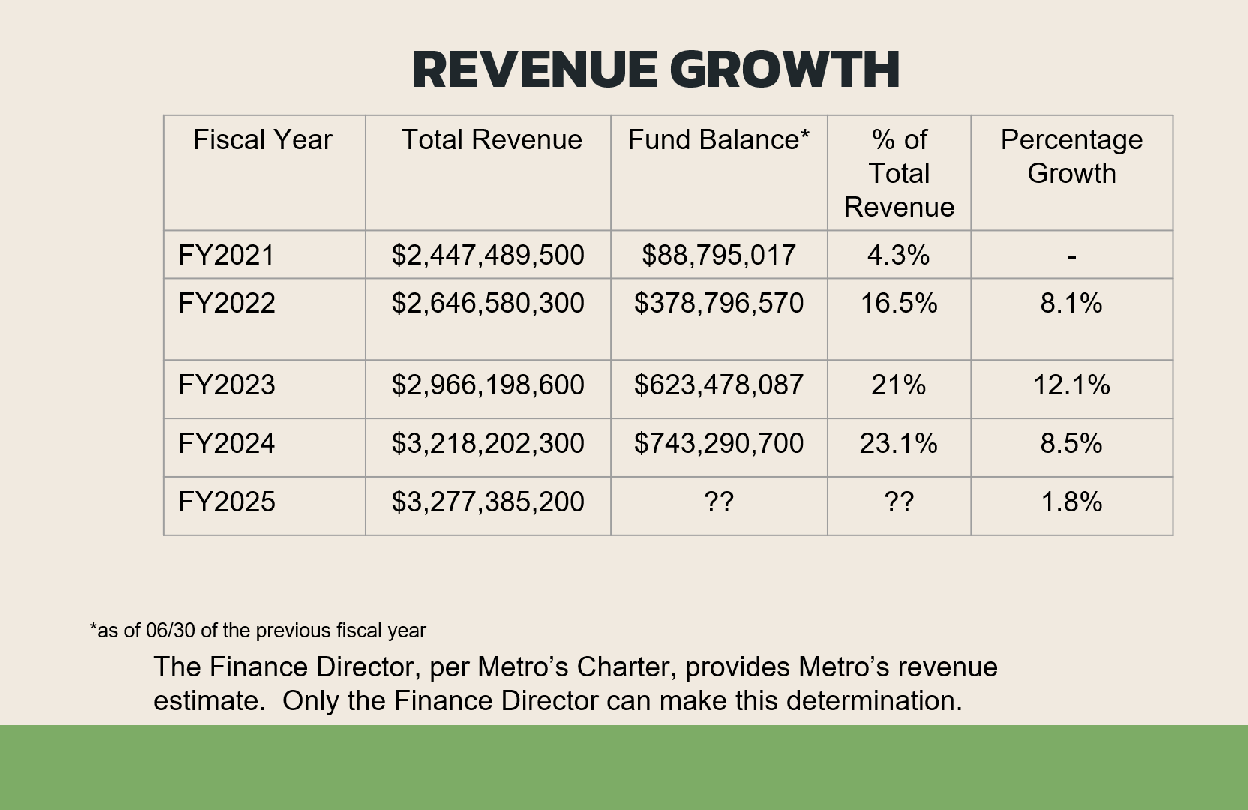 REVENUE GROWTH
Fiscal Year Total Revenue Fund Balance* % of Total Revenue Percentage Growth
FY2021 $2,447,489,500 $88,795,017 4.3% -
FY2022 $2,646,580,300 $378,796,570 16.5% 8.1%
FY2023 $2,966,198,600 $623,478,087 21% 12.1%
FY2024 $3,218,202,300 $743,290,700 23.1% 8.5%
FY2025 $3,277,385,200 ?? ?? 1.8%
*as of 06/30 of the previous fiscal year
The Finance Director, per Metro’s Charter, provides Metro’s revenue
estimate.  Only the Finance Director can make this determination.